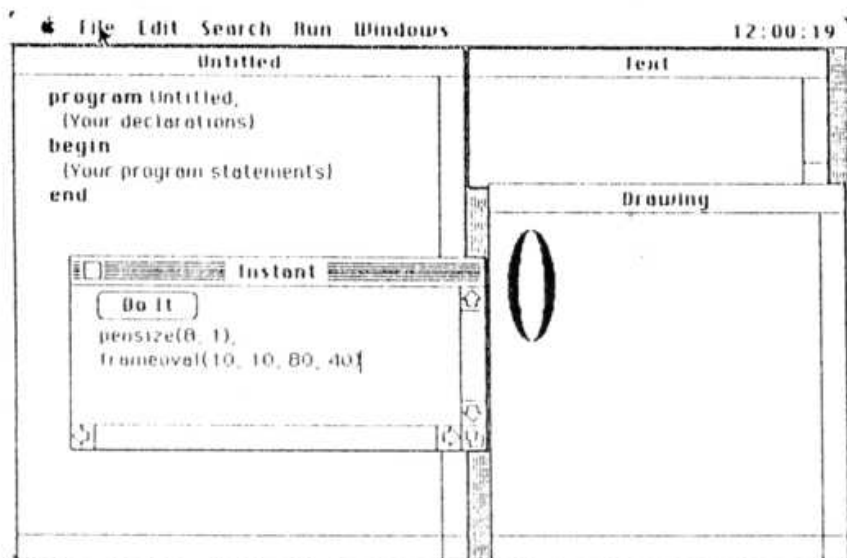 File Edit Search Run Windows 12:00:19
Untitled
program Untitled;
{Your declarations}
begin
{Your program statements}
end
Text
Drawing
Instant
Do It
pensize(8, 1);
frameoval(10, 10, 80, 40)